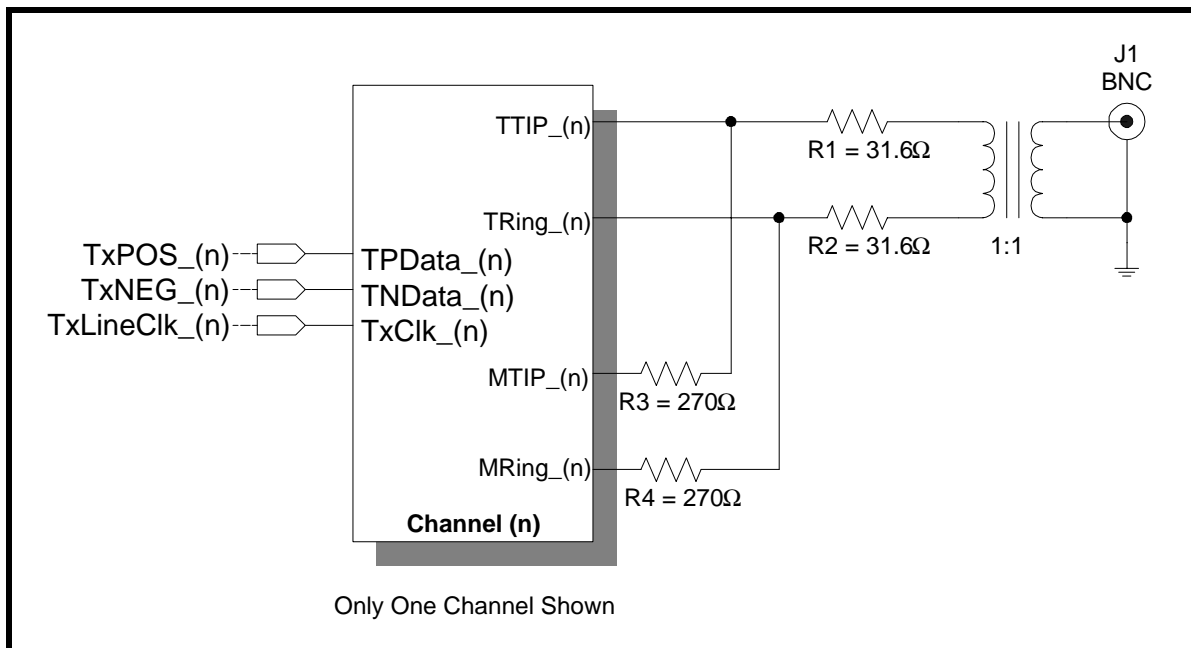 J1
BNC
TTIP_(n)
R1 = 31.6Ω
TRing_(n)
R2 = 31.6Ω
1:1
TxPOS_(n)
TPData_(n)
TxNEG_(n)
TNData_(n)
TxLineClk_(n)
TxClk_(n)
MTIP_(n)
R3 = 270Ω
MRing_(n)
R4 = 270Ω
Channel (n)
Only One Channel Shown